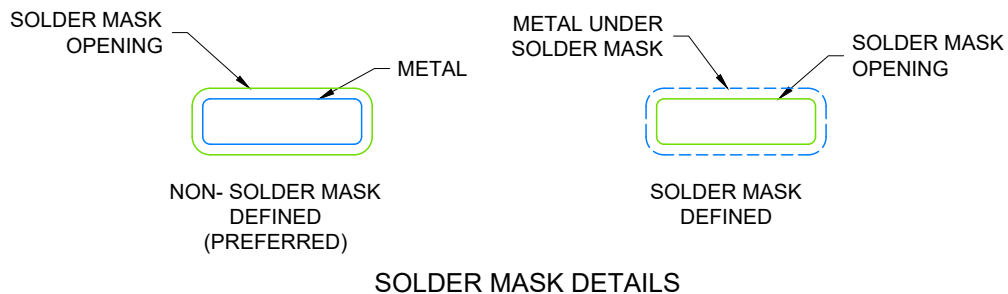 SOLDER MASK
OPENING
METAL
NON- SOLDER MASK
DEFINED
(PREFERRED)
METAL UNDER
SOLDER MASK
SOLDER MASK
OPENING
SOLDER MASK
DEFINED
SOLDER MASK DETAILS